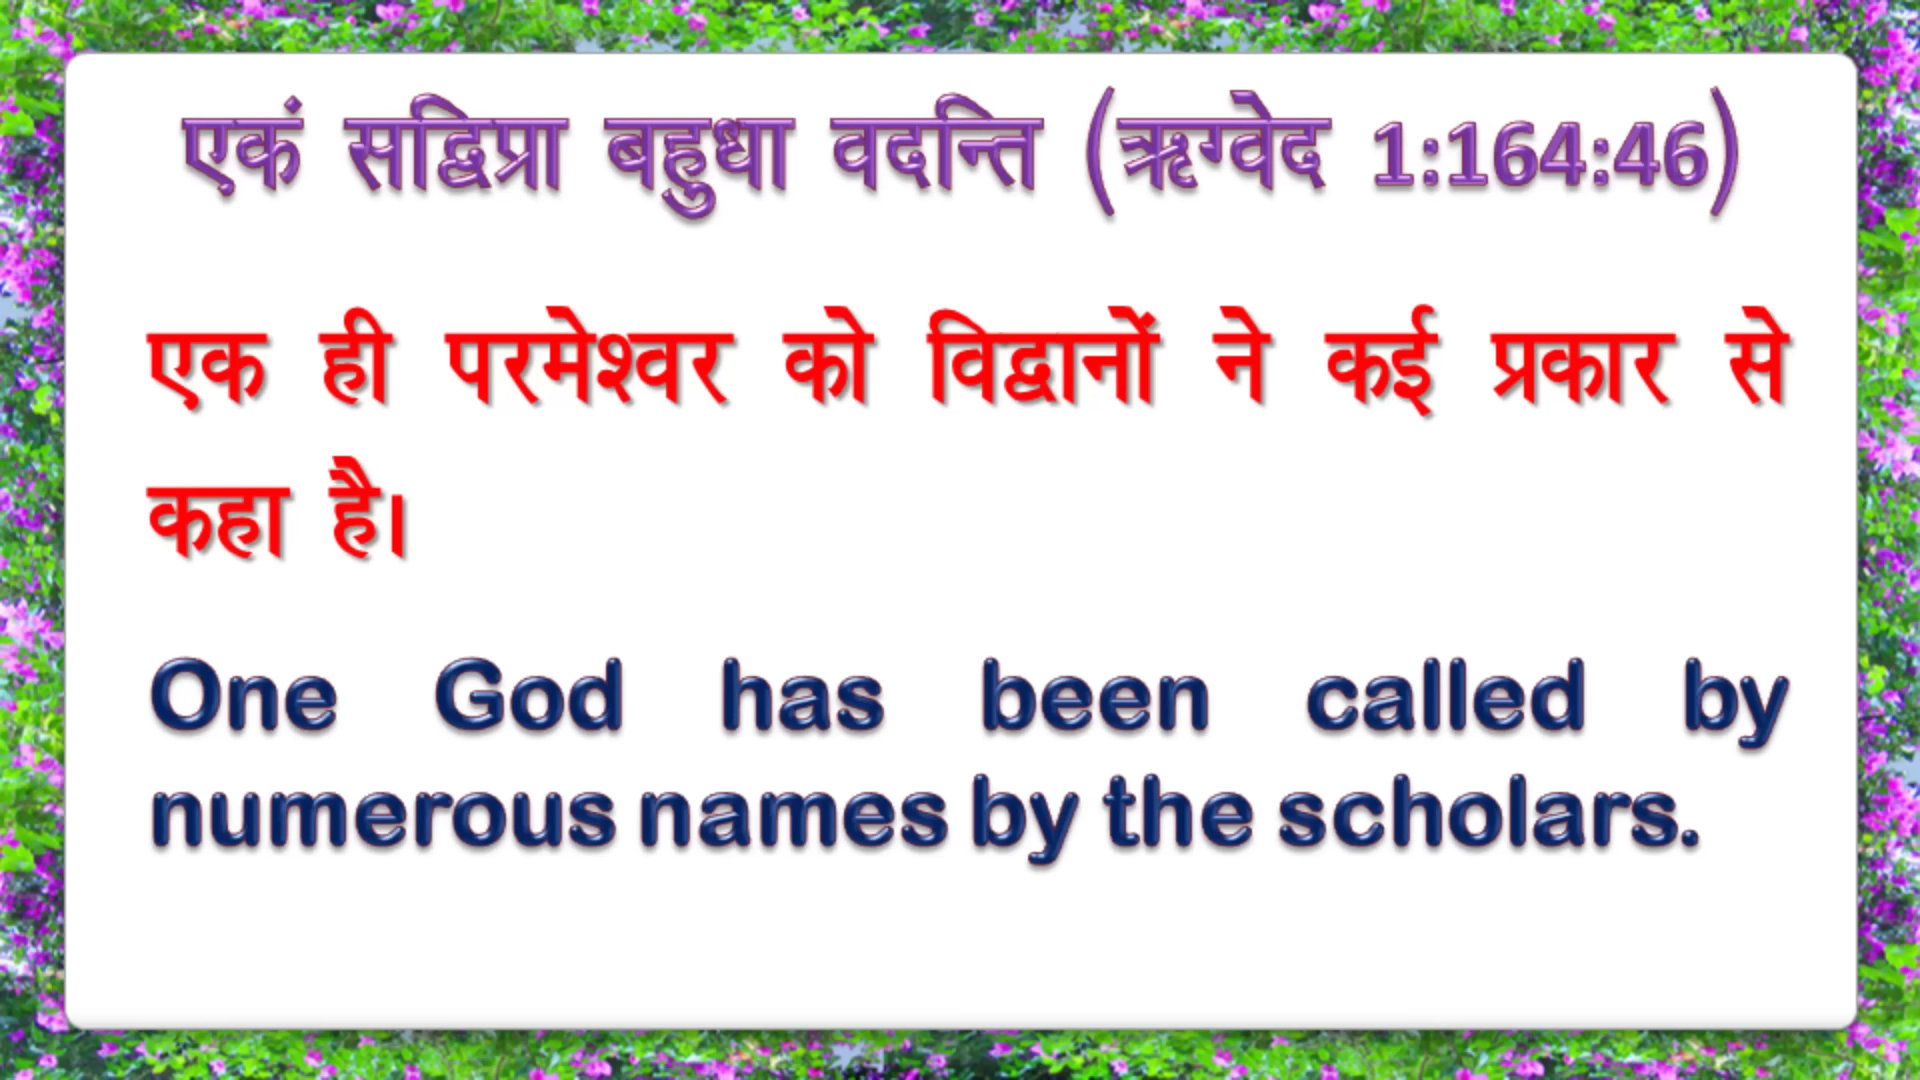 एकं सद्विप्रा बहुधा वदन्ति (ऋग्वेद 1:164:46)
एक ही परमेश्वर को विद्वानों ने कई प्रकार से
कहा है।
One God has been called by
numerous names by the scholars.